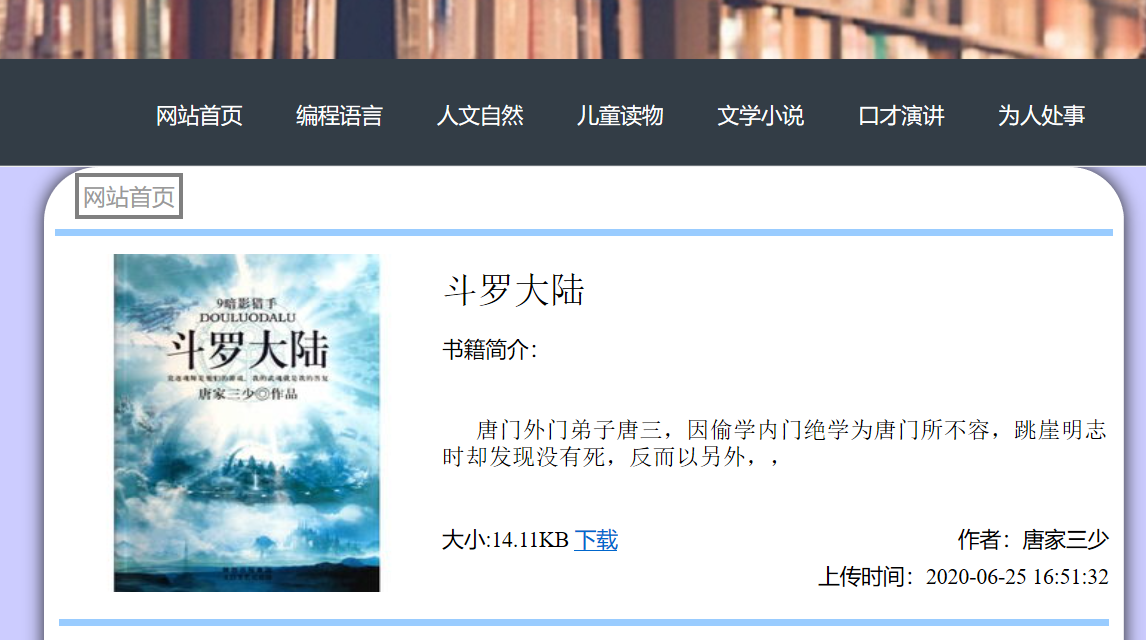 网站首页 编程语言 人文自然 儿童读物 文学小说 口才演讲 为人处事
网站首页
9暗影猎手
DOULUODALU
斗罗大陆
唐家三少◎作品
斗罗大陆
书籍简介：
唐门外门弟子唐三，因偷学内门绝学为唐门所不容，跳崖明志
时却发现没有死，反而以另外，，
大小:14.11KB 下载
作者：唐家三少
上传时间：2020-06-25 16:51:32